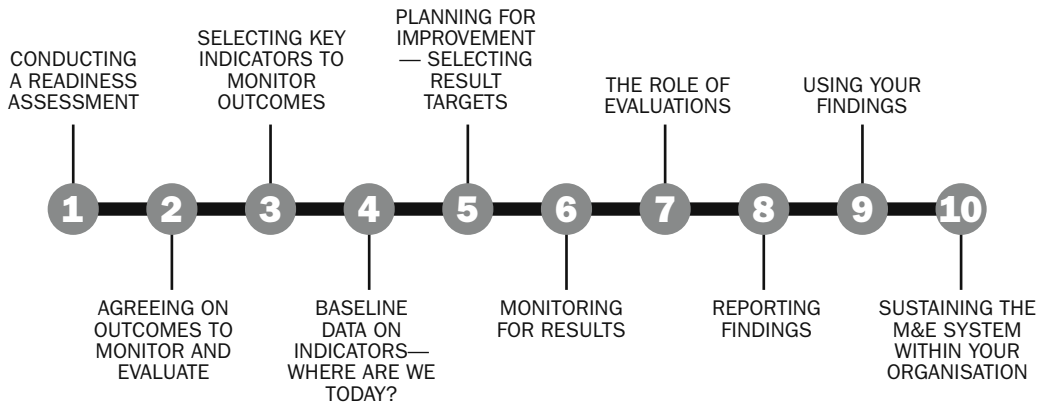 CONDUCTING
A READINESS
ASSESSMENT
SELECTING KEY
INDICATORS TO
MONITOR
OUTCOMES
PLANNING FOR
IMPROVEMENT
— SELECTING
RESULT
TARGETS
THE ROLE OF
EVALUATIONS
USING YOUR
FINDINGS
1 2 3 4 5 6 7 8 9 10
AGREEING ON
OUTCOMES TO
MONITOR AND
EVALUATE
BASELINE
DATA ON
INDICATORS—
WHERE ARE WE
TODAY?
MONITORING
FOR RESULTS
REPORTING
FINDINGS
SUSTAINING THE
M&E SYSTEM
WITHIN YOUR
ORGANISATION